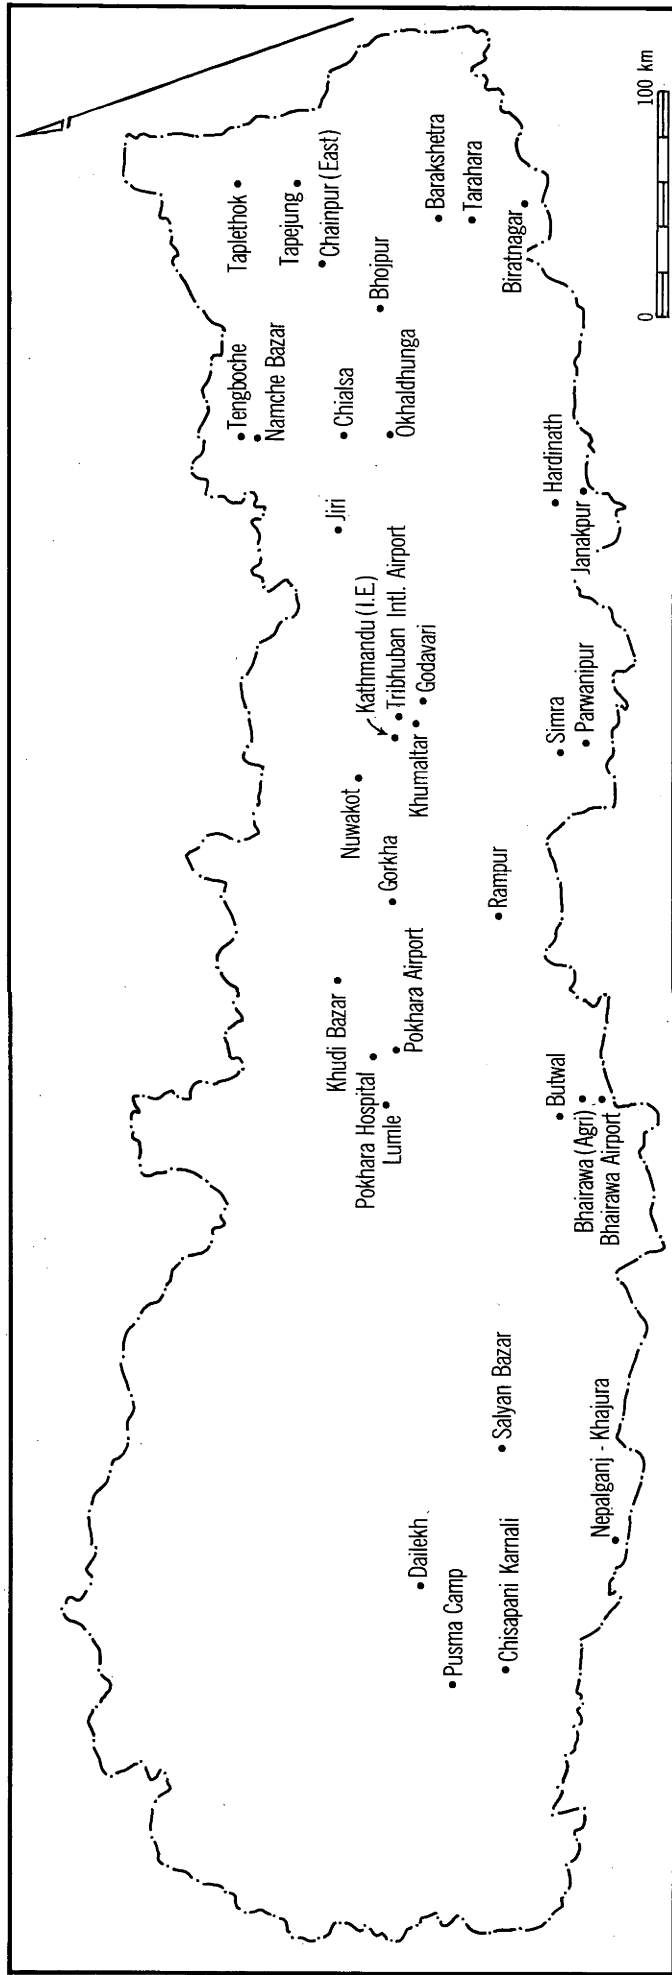 Taplethok
Tapejung
Chainpur (East)
Bhojpur
Barakshetra
Tarahara
Biratnagar
Tengboche
Namche Bazar
Chialsa
Okhaldhunga
Jiri
Hardinath
Janakpur
Kathmandu (I.E.)
Tribhuban Intl. Airport
Godavari
Khumaltar
Nuwakot
Gorkha
Simra
Parwanipur
Rampur
Khudi Bazar
Pokhara Airport
Pokhara Hospital
Lumle
Butwal
Bhairawa (Agri)
Bhairawa Airport
Salyan Bazar
Nepalganj - Khajura
Dailekh
Pusma Camp
Chisapani Karnali
0 100 km